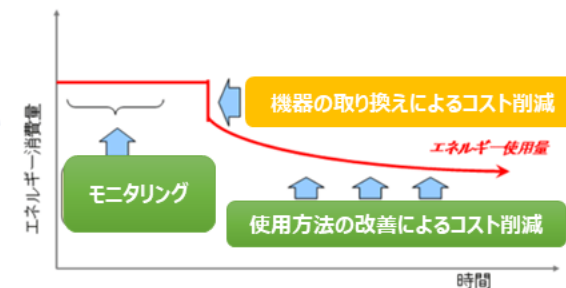 エネルギー消費量
機器の取り換えによるコスト削減
エネルギー使用量
モニタリング
使用方法の改善によるコスト削減
時間